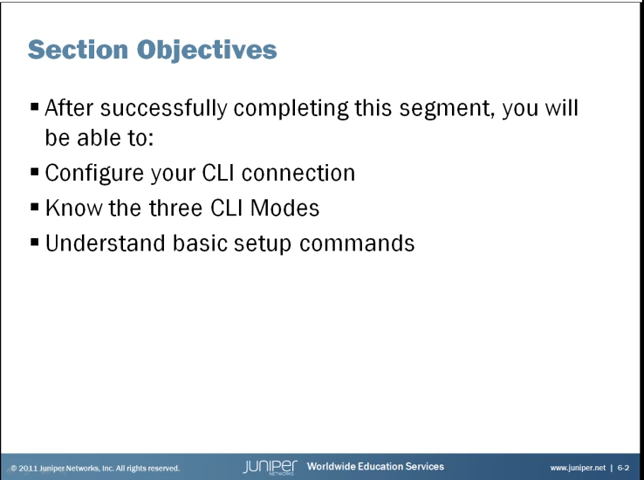 Section Objectives
▪ After successfully completing this segment, you will
be able to:
▪ Configure your CLI connection
▪ Know the three CLI Modes
▪ Understand basic setup commands
© 2011 Juniper Networks, Inc. All rights reserved. JUNIPER NETWORKS Worldwide Education Services www.juniper.net | 6-2